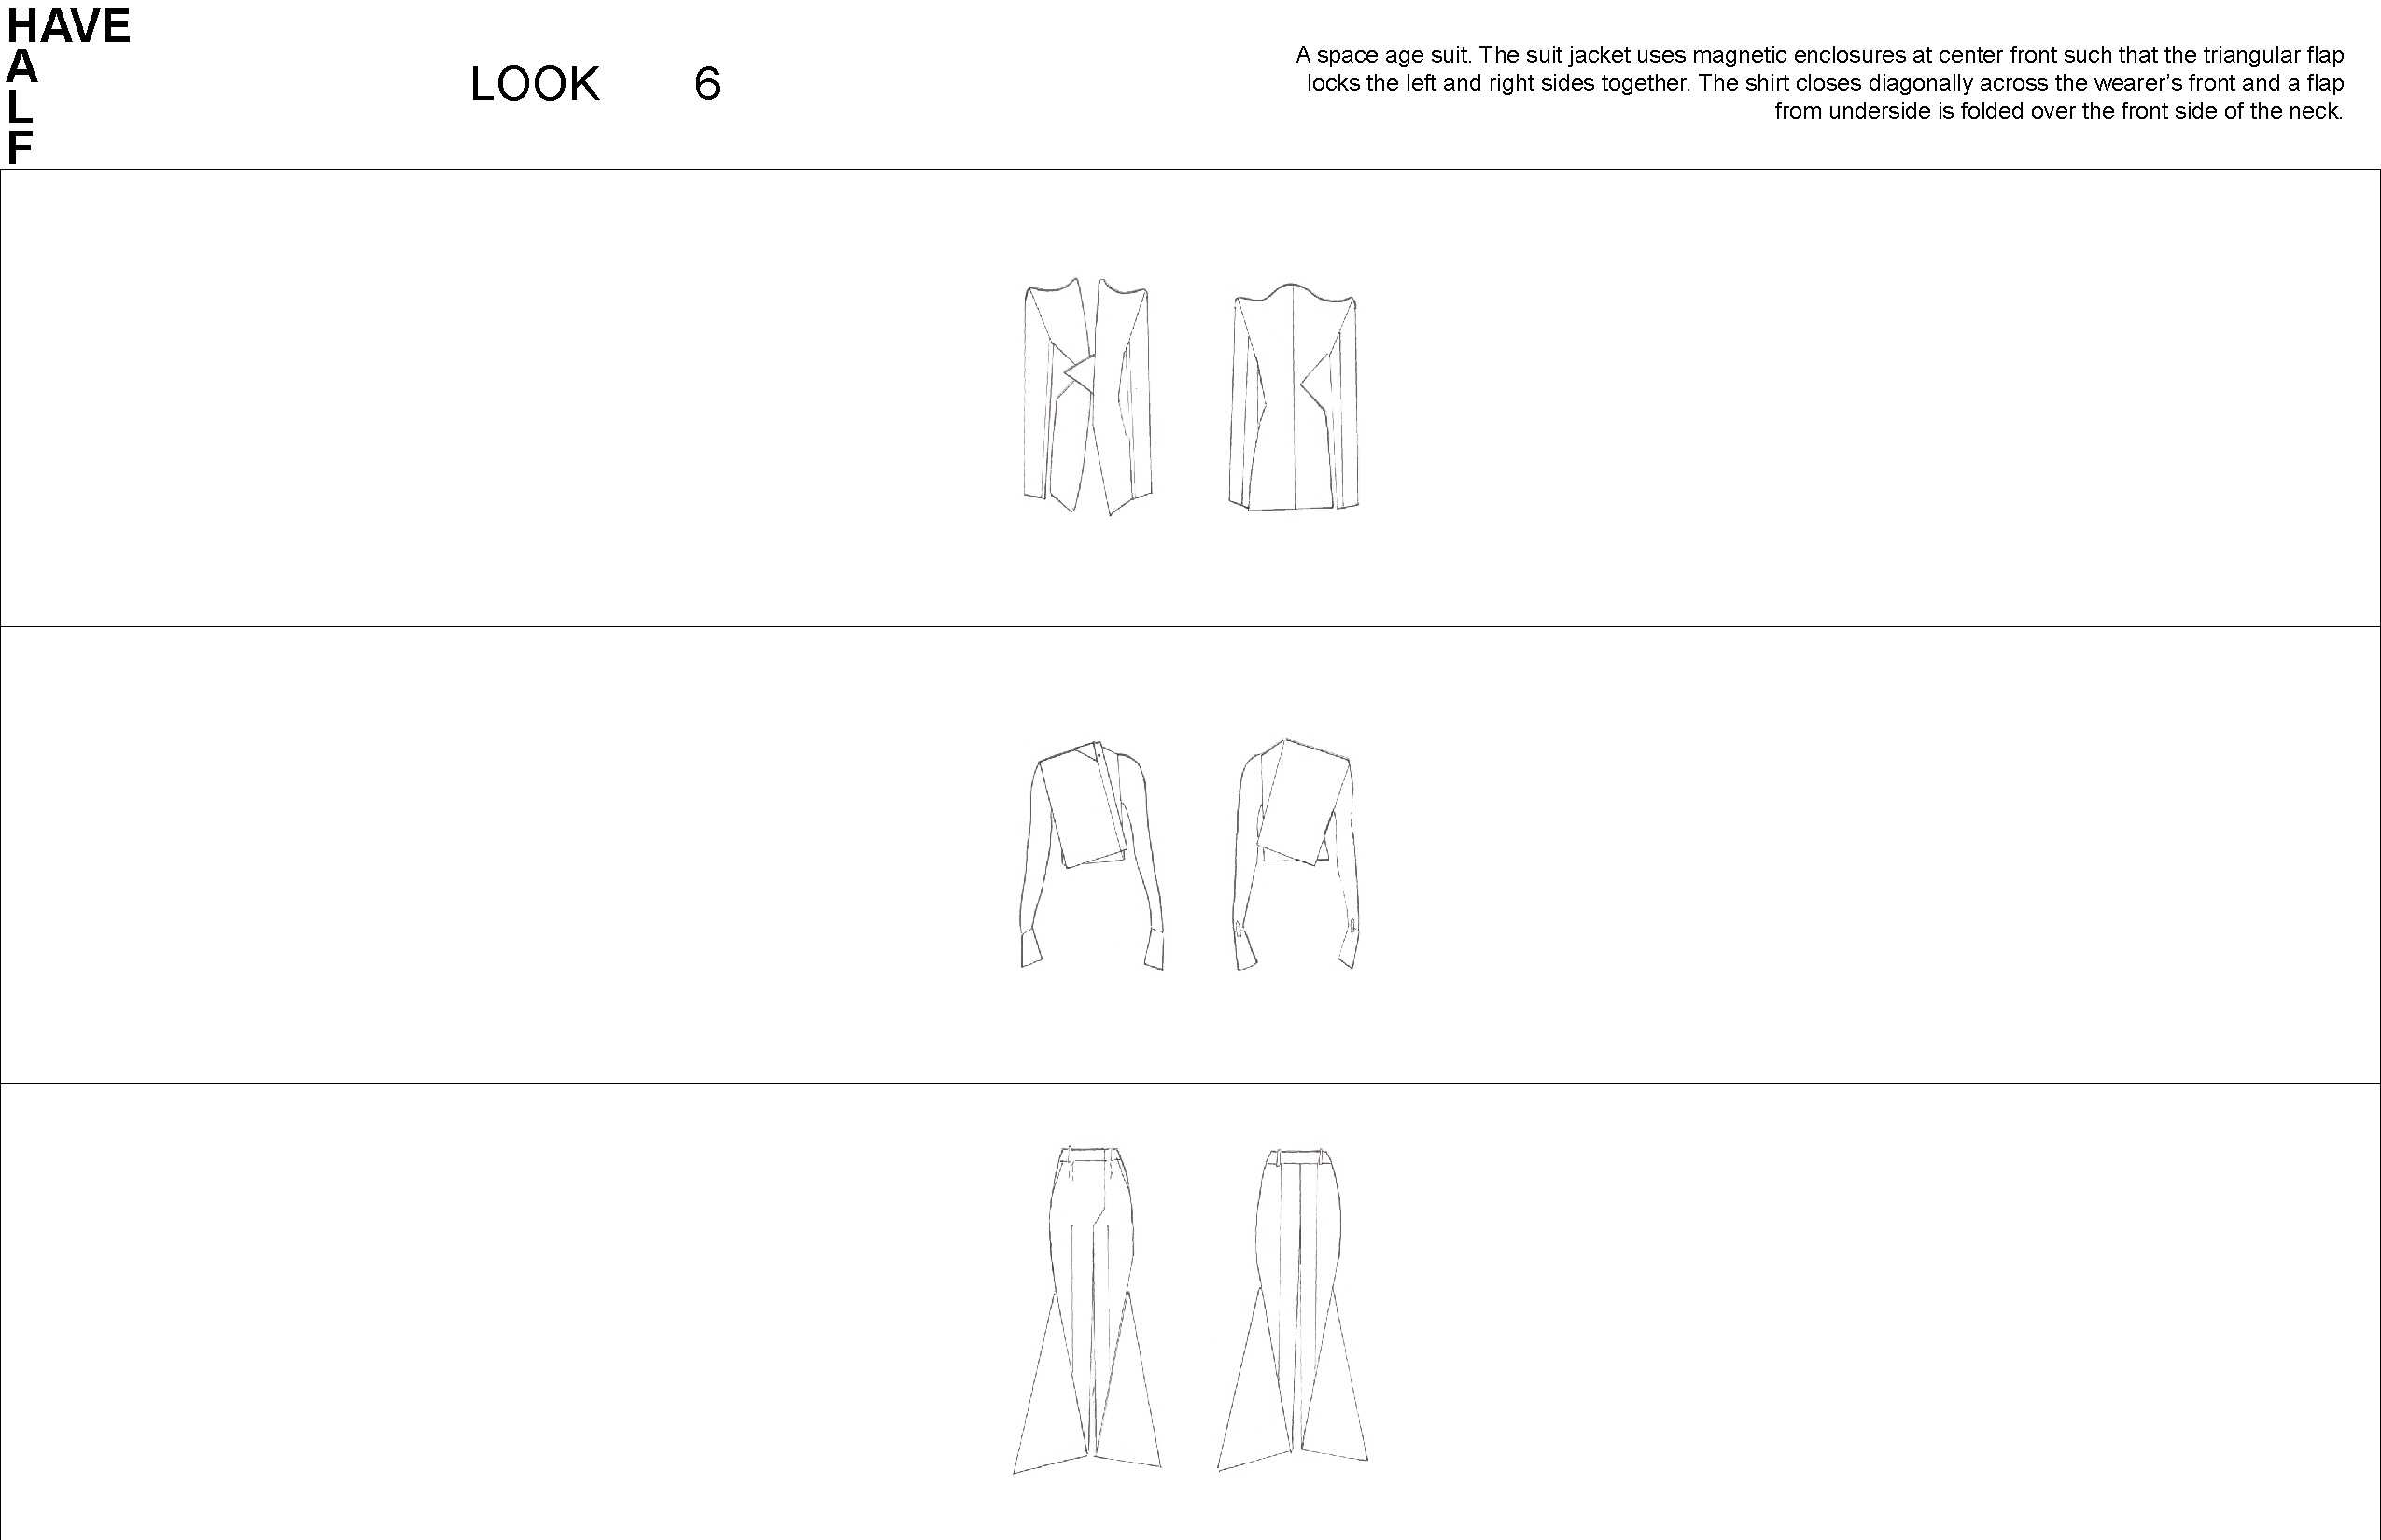 HAVE
A
L
F
LOOK 6
A space age suit. The suit jacket uses magnetic enclosures at center front such that the triangular flap
locks the left and right sides together. The shirt closes diagonally across the wearer’s front and a flap
from underside is folded over the front side of the neck.